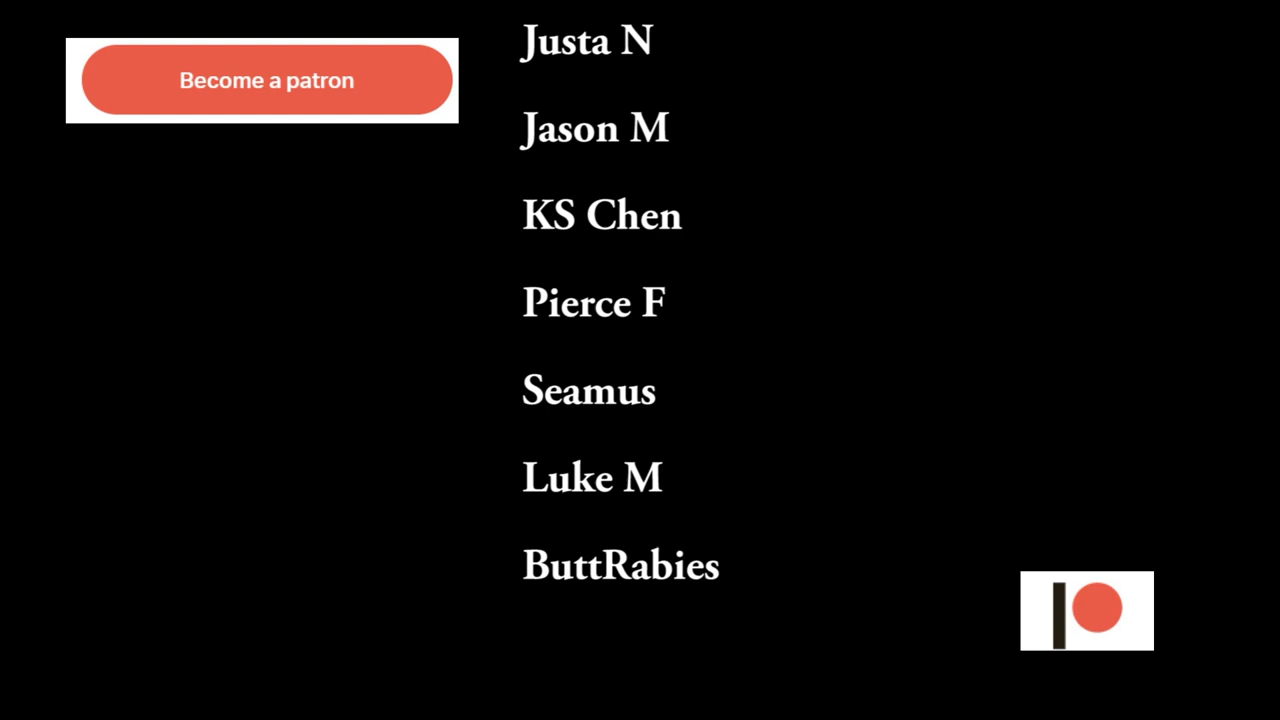 Become a patron
Justa N
Jason M
KS Chen
Pierce F
Seamus
Luke M
ButtRabies